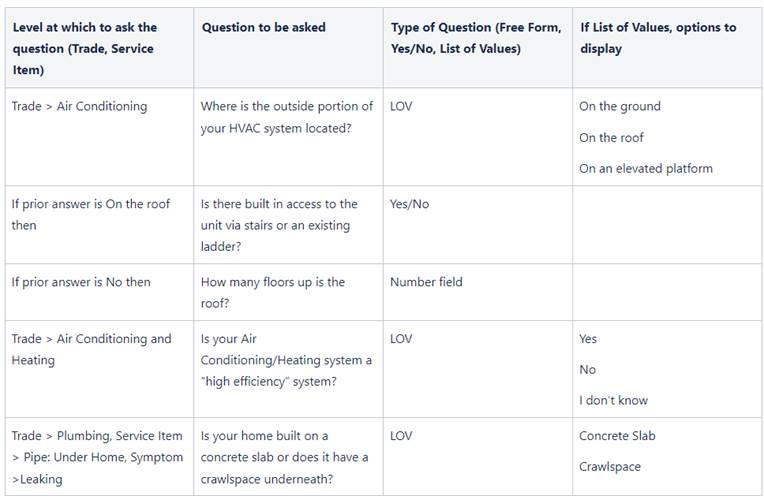 Level at which to ask the
question (Trade, Service
Item)
Question to be asked
Type of Question (Free Form,
Yes/No, List of Values)
If List of Values, options to
display
Trade > Air Conditioning
Where is the outside portion of
your HVAC system located?
LOV
On the ground
On the roof
On an elevated platform
If prior answer is On the roof
then
Is there built in access to the
unit via stairs or an existing
ladder?
Yes/No
If prior answer is No then
How many floors up is the
roof?
Number field
Trade > Air Conditioning and
Heating
Is your Air
Conditioning/Heating system a
“high efficiency” system?
LOV
Yes
No
I don't know
Trade > Plumbing, Service Item
> Pipe: Under Home, Symptom
>Leaking
Is your home built on a
concrete slab or does it have a
crawlspace underneath?
LOV
Concrete Slab
Crawlspace